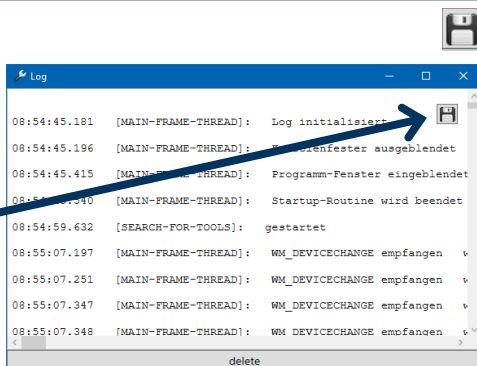 Log
08:54:45.181 [MAIN-FRAME-THREAD]: Log initialisiert
08:54:45.196 [MAIN-FRAME-THREAD]: ausgeblendet
08:54:45.415 [MAIN-FRAME-THREAD]: Programm-Fenster eingeblendet
[MAIN-FRAME-THREAD]: Startup-Routine wird beendet
08:54:59.632 [SEARCH-FOR-TOOLS]: gestartet
08:55:07.197 [MAIN-FRAME-THREAD]: WM_DEVICECHANGE empfangen
08:55:07.251 [MAIN-FRAME-THREAD]: WM_DEVICECHANGE empfangen
08:55:07.347 [MAIN-FRAME-THREAD]: WM_DEVICECHANGE empfangen
08:55:07.348 [MAIN-FRAME-THREAD]: WM_DEVICECHANGE empfangen
delete